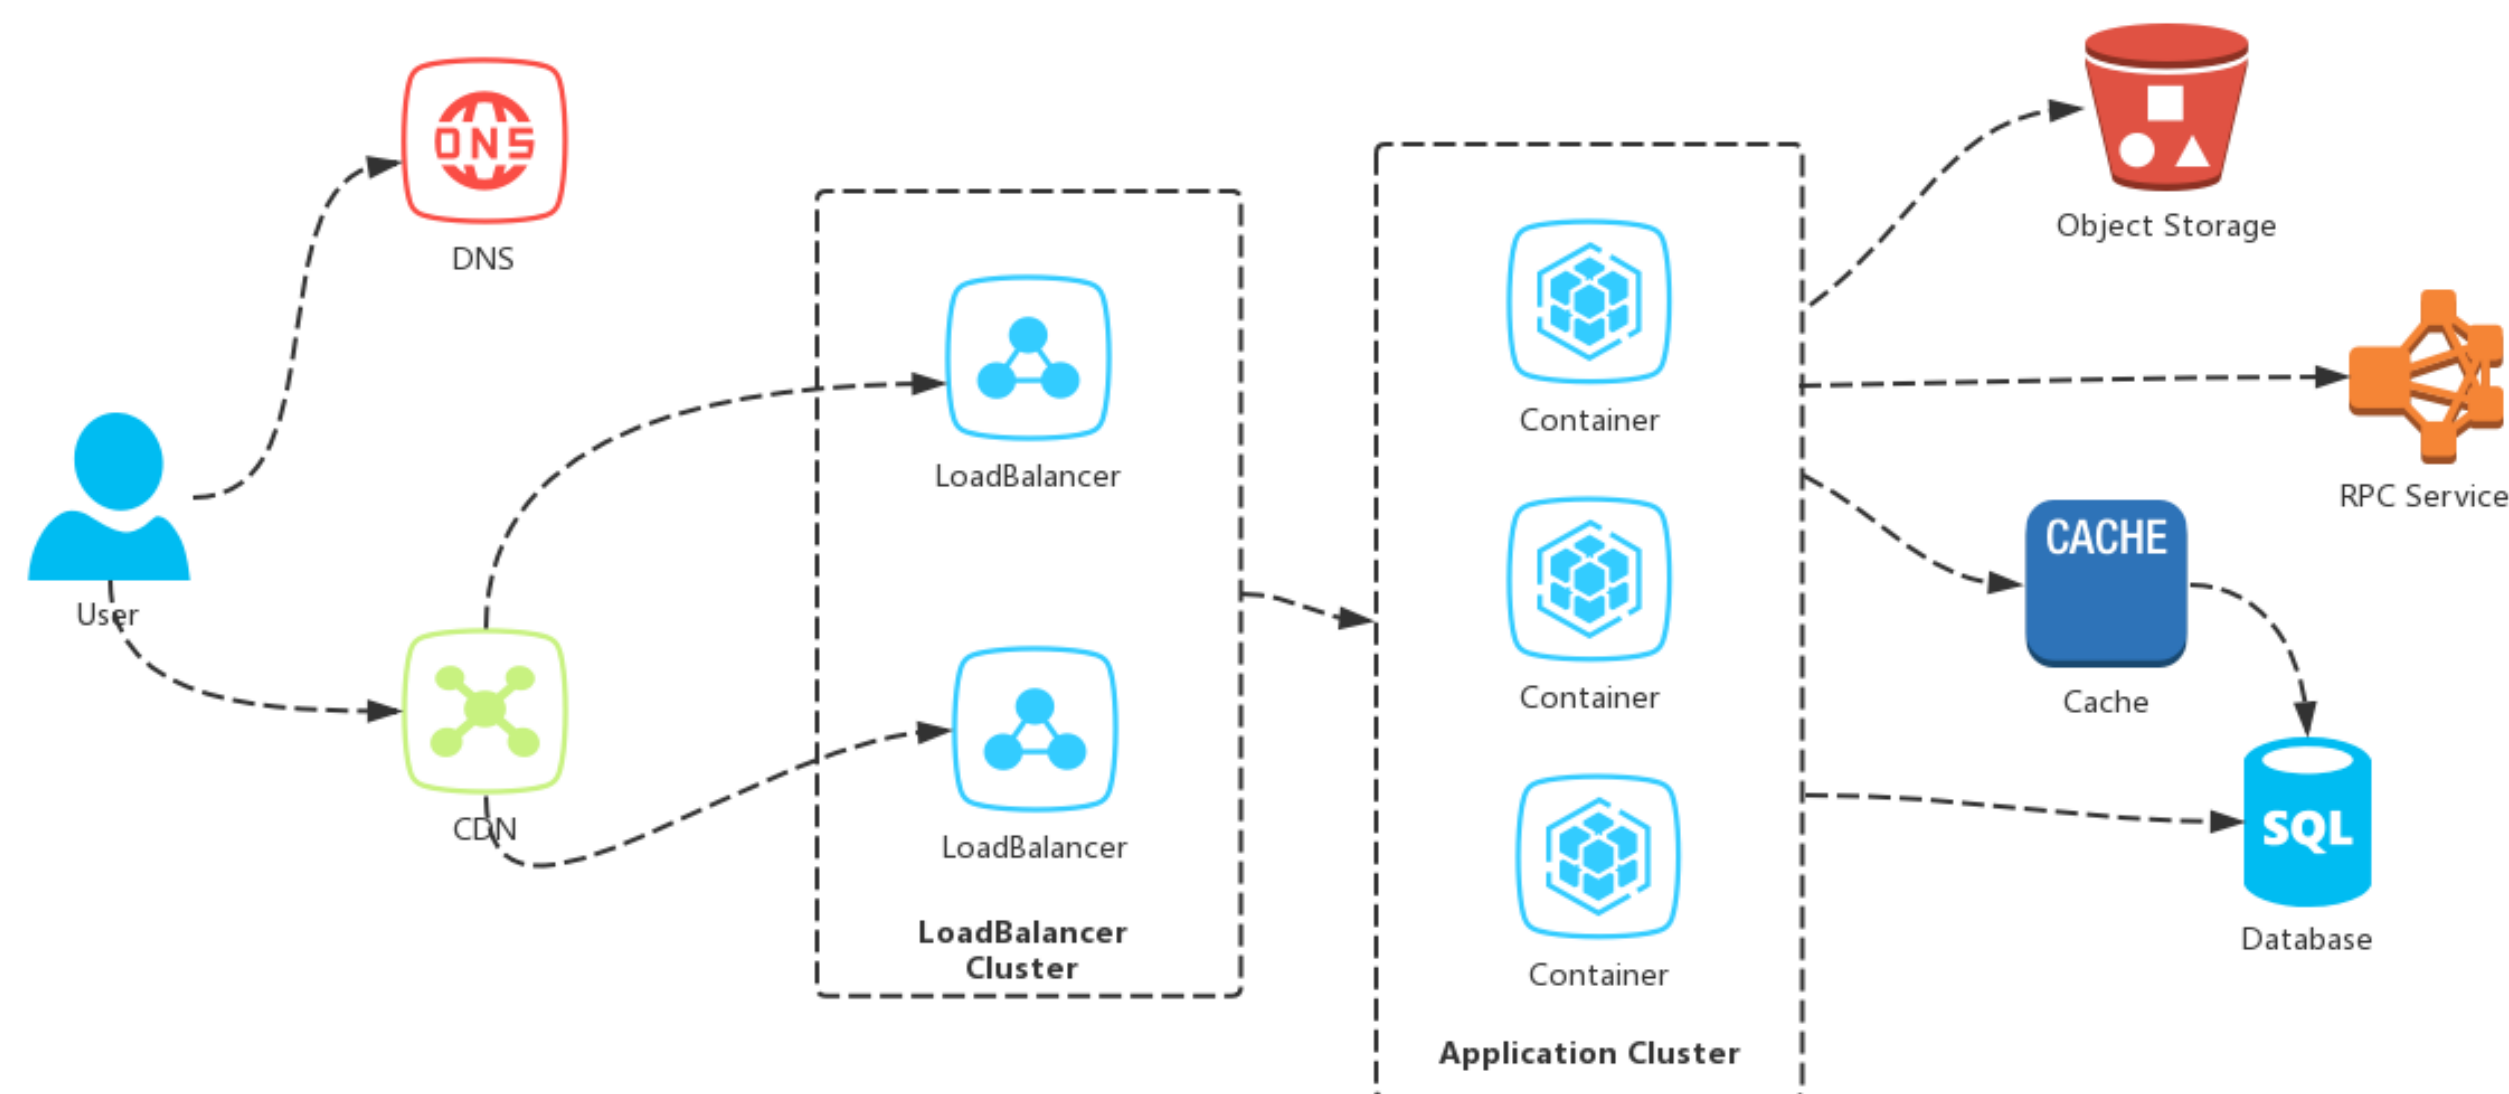 DNS
DNS
User
CDN
LoadBalancer
LoadBalancer
LoadBalancer
Cluster
Container
Container
Container
Application Cluster
Object Storage
RPC Service
CACHE
Cache
SQL
Database